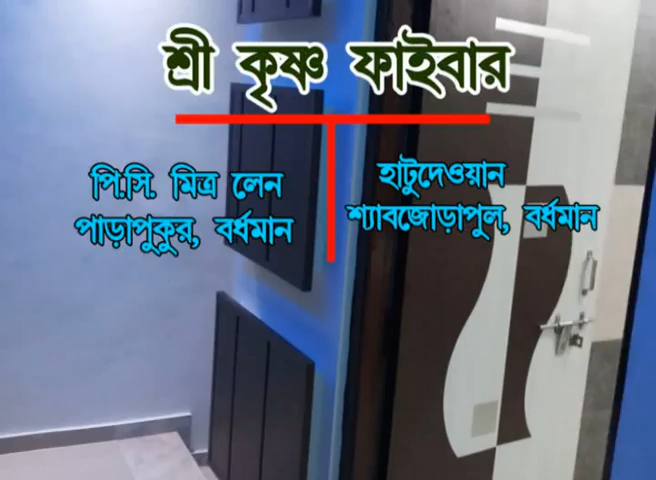 শ্রী কৃষ্ণ ফাইবার
পি.সি. মিত্র লেন
পাড়াপুকুর, বর্ধমান
হাটুদেওয়ান
শ্যাবজোড়াপুল, বর্ধমান